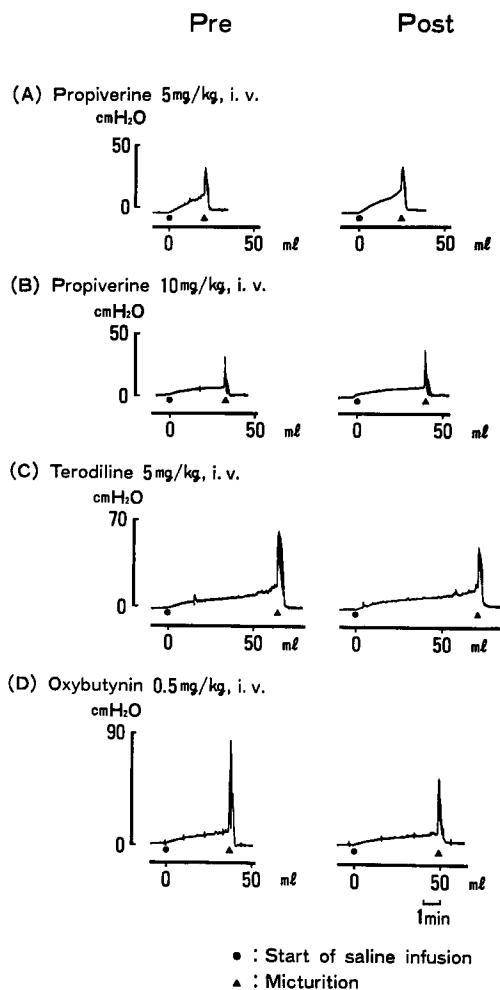 Pre Post
(A) Propiverine 5mg/kg, i. v.
cmH₂O
50
0
0 50 mℓ 0 50 mℓ
(B) Propiverine 10mg/kg, i. v.
cmH₂O
50
0
0 50 mℓ 0 50 mℓ
(C) Terodiline 5mg/kg, i. v.
cmH₂O
70
0
0 50 mℓ 0 50 mℓ
(D) Oxybutynin 0.5mg/kg, i. v.
cmH₂O
90
0
0 50 mℓ 0 50 mℓ
1min
● : Start of saline infusion
▲ : Micturition